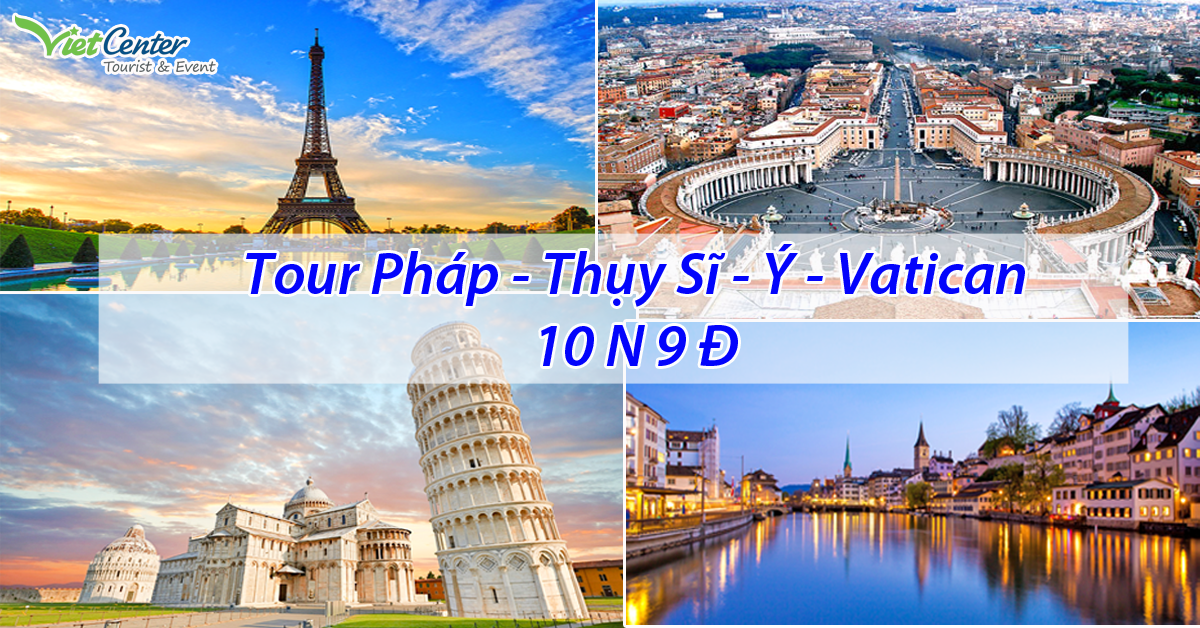 VietCenter
Tourist & Event
Tour Pháp - Thụy Sĩ - Ý - Vatican
10 N 9 Đ